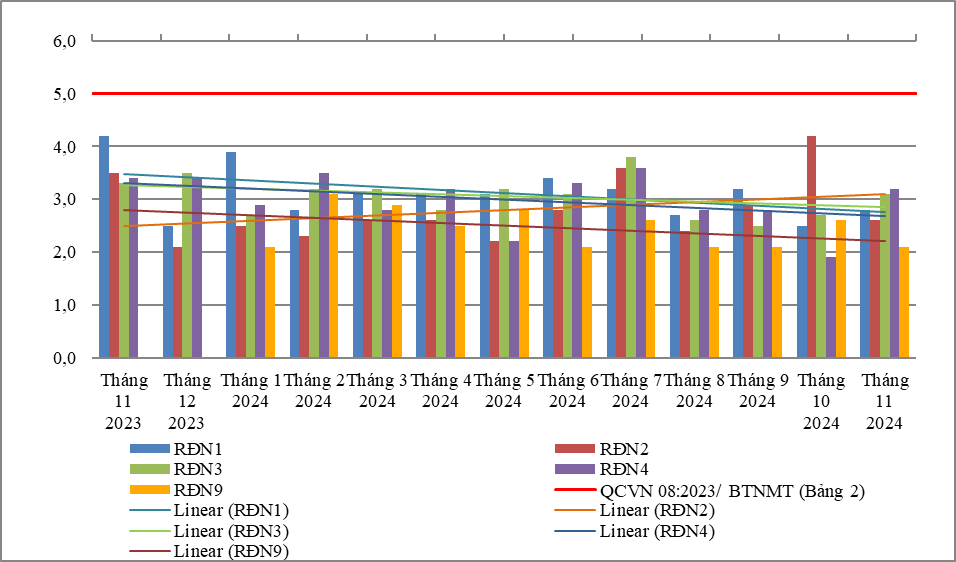 6,0
5,0
4,0
3,0
2,0
1,0
0,0
Tháng 11 2023
Tháng 12 2023
Tháng 1 2024
Tháng 2 2024
Tháng 3 2024
Tháng 4 2024
Tháng 5 2024
Tháng 6 2024
Tháng 7 2024
Tháng 8 2024
Tháng 9 2024
Tháng 10 2024
Tháng 11 2024
RĐN1
RĐN2
RĐN3
RĐN4
RĐN9
QCVN 08:2023/ BTNMT (Bảng 2)
Linear (RĐN1)
Linear (RĐN2)
Linear (RĐN3)
Linear (RĐN4)
Linear (RĐN9)